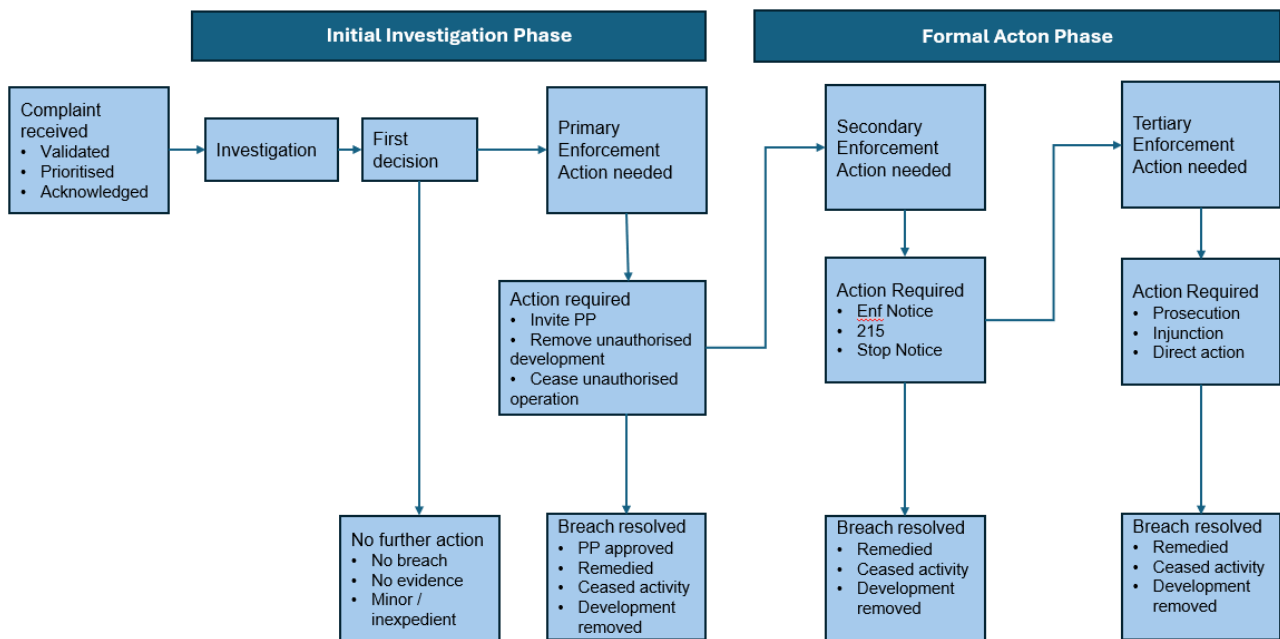 Initial Investigation Phase
Formal Acton Phase
Complaint
received
• Validated
• Prioritised
• Acknowledged
Investigation
First
decision
Primary
Enforcement
Action needed
Secondary
Enforcement
Action needed
Tertiary
Enforcement
Action needed
Action required
• Invite PP
• Remove unauthorised
development
• Cease unauthorised
operation
Action Required
• Enf Notice
• 215
• Stop Notice
Action Required
• Prosecution
• Injunction
• Direct action
No further action
• No breach
• No evidence
• Minor /
inexpedient
Breach resolved
• PP approved
• Remedied
• Ceased activity
• Development
removed
Breach resolved
• Remedied
• Ceased activity
• Development
removed
Breach resolved
• Remedied
• Ceased activity
• Development
removed